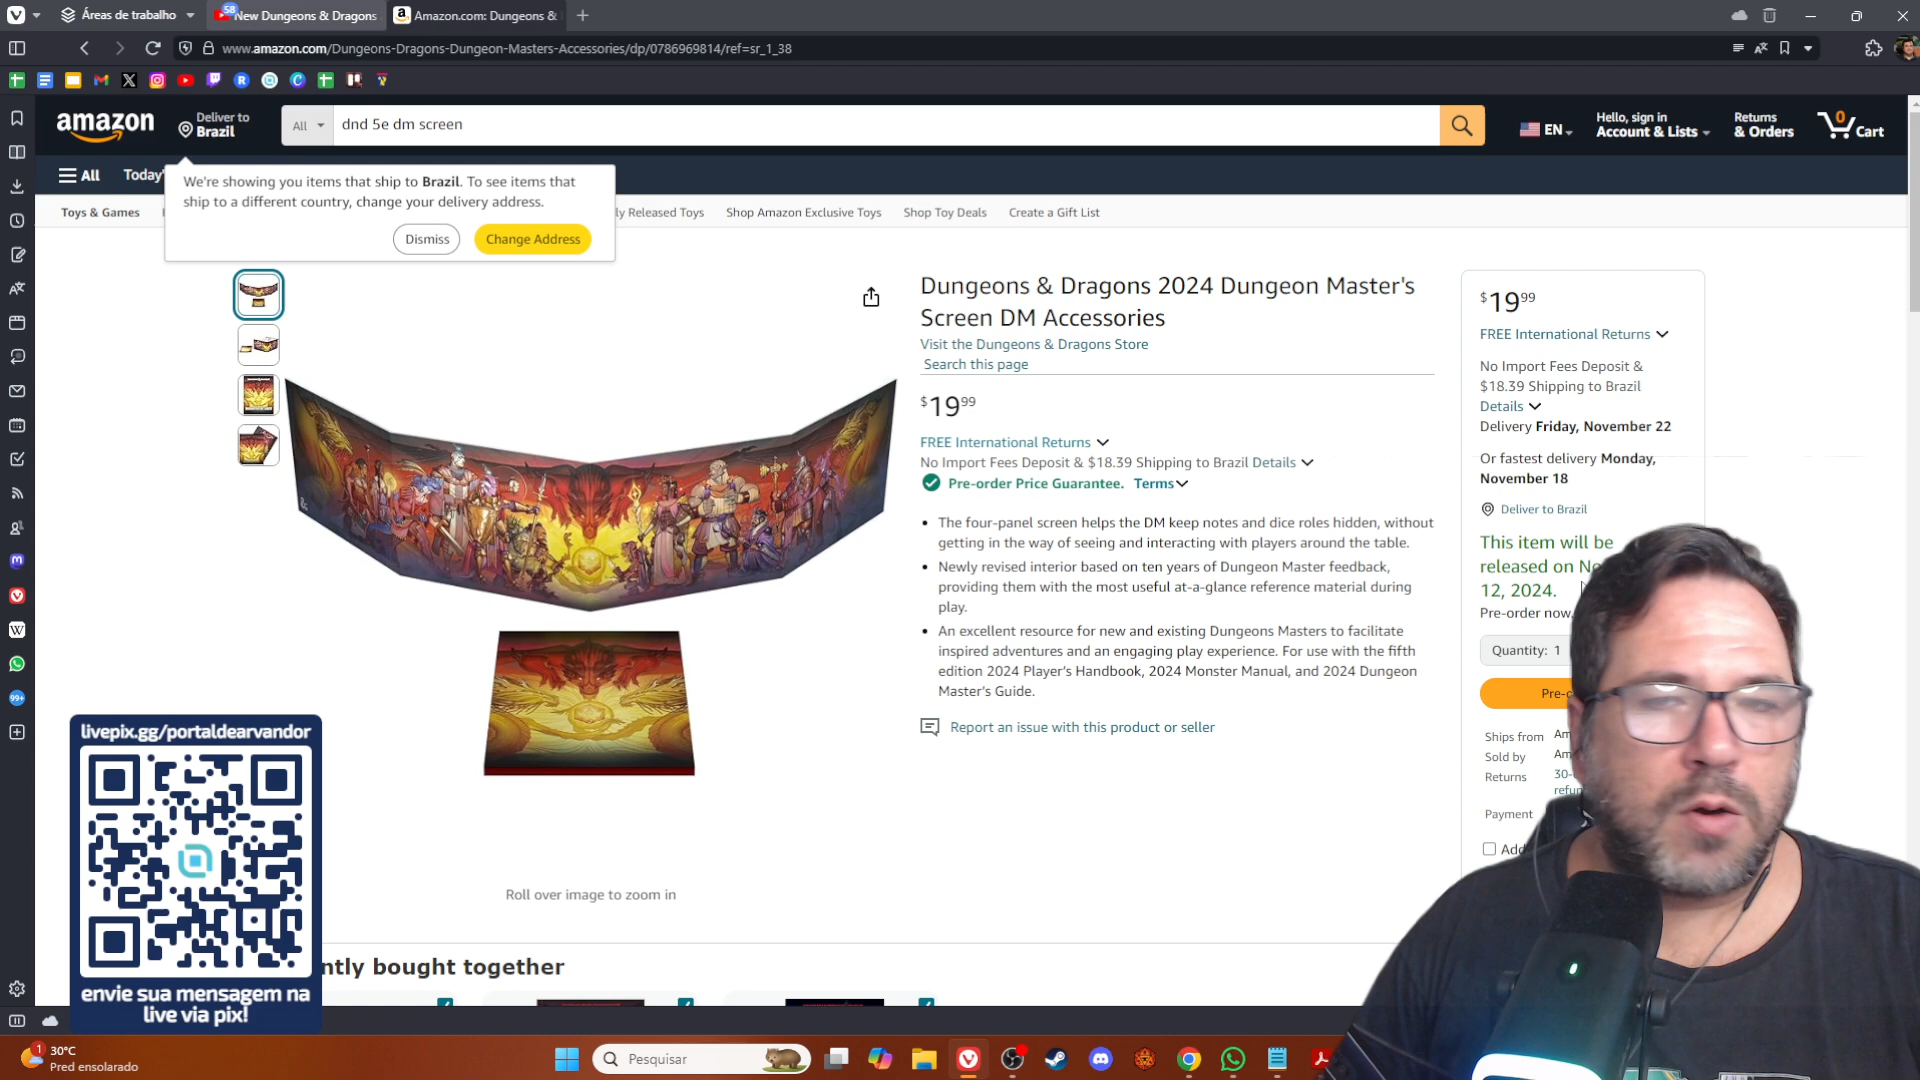 Áreas de trabalho
58
New Dungeons & Dragons
Amazon.com: Dungeons &
www.amazon.com/Dungeons-Dragons-Dungeon-Masters-Accessories/dp/0786969814/ref=sr_1_38
amazon
Deliver to
Brazil
All
dnd 5e dm screen
EN
Hello, sign in
Account & Lists
Returns
& Orders
0
Cart
All
Today'
We're showing you items that ship to Brazil. To see items that
ship to a different country, change your delivery address.
Dismiss
Change Address
Toys & Games
ly Released Toys
Shop Amazon Exclusive Toys
Shop Toy Deals
Create a Gift List
Dungeons & Dragons 2024 Dungeon Master's
Screen DM Accessories
Visit the Dungeons & Dragons Store
Search this page
$19 99
FREE International Returns
No Import Fees Deposit & $18.39 Shipping to Brazil Details
Pre-order Price Guarantee. Terms
The four-panel screen helps the DM keep notes and dice roles hidden, without
getting in the way of seeing and interacting with players around the table.
Newly revised interior based on ten years of Dungeon Master feedback,
providing them with the most useful at-a-glance reference material during
play.
An excellent resource for new and existing Dungeons Masters to facilitate
inspired adventures and an engaging play experience. For use with the fifth
edition 2024 Player's Handbook, 2024 Monster Manual, and 2024 Dungeon
Master's Guide.
Report an issue with this product or seller
$19 99
FREE International Returns
No Import Fees Deposit &
$18.39 Shipping to Brazil
Details
Delivery Friday, November 22
Or fastest delivery Monday,
November 18
Deliver to Brazil
This item will be
released on No
12, 2024.
Pre-order now.
Quantity: 1
Pre-o
Ships from Am
Sold by Am
Returns 30-
refun
Payment
Add
Roll over image to zoom in
ntly bought together
livepix.gg/portaldearvandor
envie sua mensagem na
live via pix!
99+
1
30°C
Pred ensolarado
Pesquisar